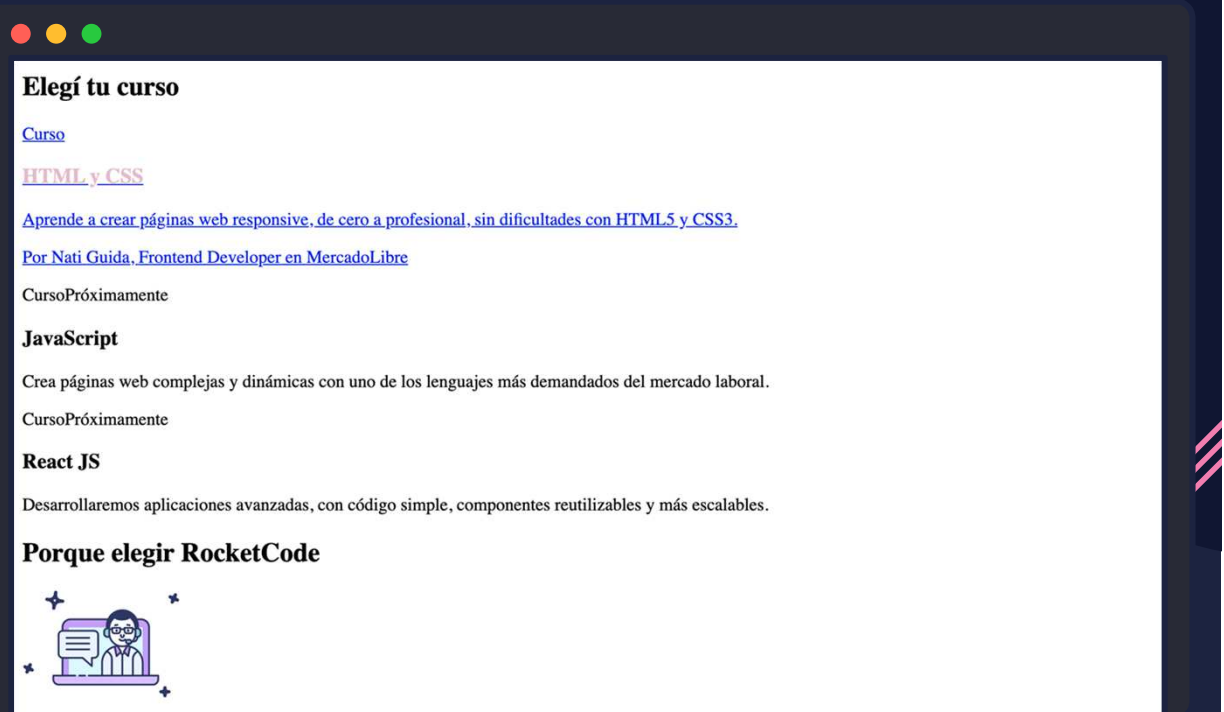 Elegí tu curso
Curso
HTML y CSS
Aprende a crear páginas web responsive, de cero a profesional, sin dificultades con HTML5 y CSS3.
Por Nati Guida, Frontend Developer en MercadoLibre
CursoPróximamente
JavaScript
Crea páginas web complejas y dinámicas con uno de los lenguajes más demandados del mercado laboral.
CursoPróximamente
React JS
Desarrollaremos aplicaciones avanzadas, con código simple, componentes reutilizables y más escalables.
Porque elegir RocketCode